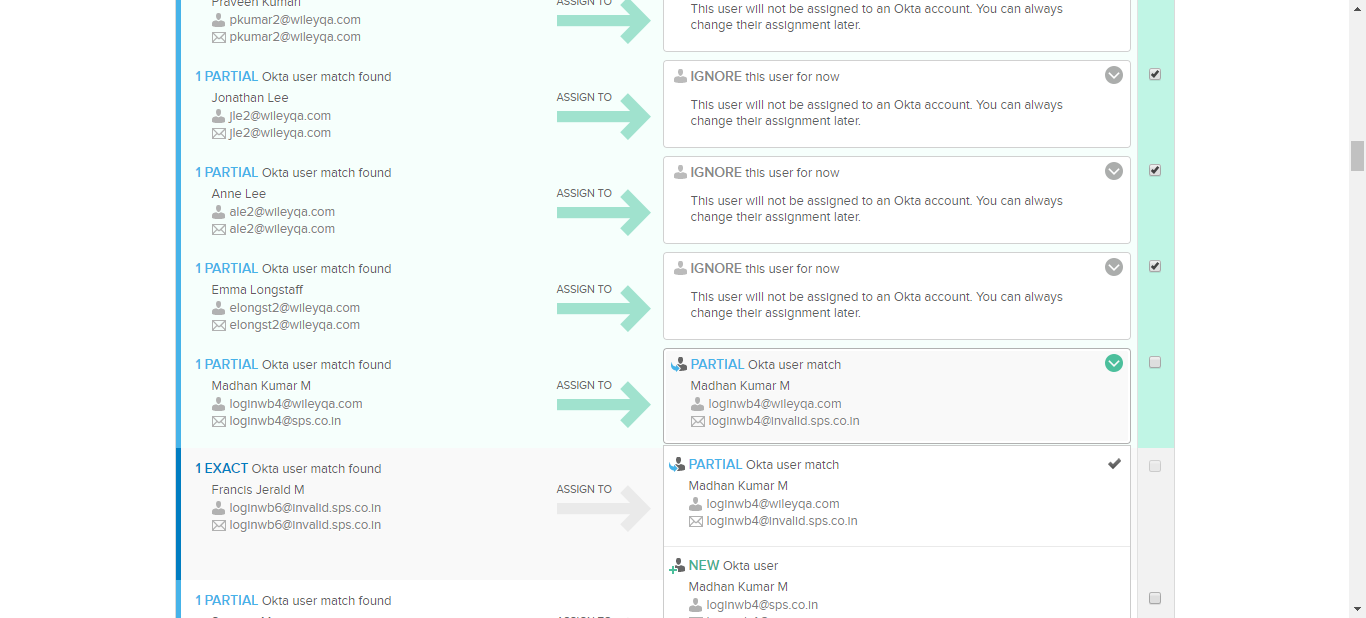 Praveen Kumari
pkumar2@wileyqa.com
pkumar2@wileyqa.com
ASSIGN TO
This user will not be assigned to an Okta account. You can always
change their assignment later.
1 PARTIAL Okta user match found
Jonathan Lee
jle2@wileyqa.com
jle2@wileyqa.com
ASSIGN TO
IGNORE this user for now
This user will not be assigned to an Okta account. You can always
change their assignment later.
1 PARTIAL Okta user match found
Anne Lee
ale2@wileyqa.com
ale2@wileyqa.com
ASSIGN TO
IGNORE this user for now
This user will not be assigned to an Okta account. You can always
change their assignment later.
1 PARTIAL Okta user match found
Emma Longstaff
elongst2@wileyqa.com
elongst2@wileyqa.com
ASSIGN TO
IGNORE this user for now
This user will not be assigned to an Okta account. You can always
change their assignment later.
1 PARTIAL Okta user match found
Madhan Kumar M
loginwb4@wileyqa.com
loginwb4@sps.co.in
ASSIGN TO
PARTIAL Okta user match
Madhan Kumar M
loginwb4@wileyqa.com
loginwb4@invalid.sps.co.in
1 EXACT Okta user match found
Francis Jerald M
loginwb6@invalid.sps.co.in
loginwb6@invalid.sps.co.in
ASSIGN TO
PARTIAL Okta user match
Madhan Kumar M
loginwb4@wileyqa.com
loginwb4@invalid.sps.co.in
NEW Okta user
Madhan Kumar M
loginwb4@sps.co.in
1 PARTIAL Okta user match found
ASSIGN TO